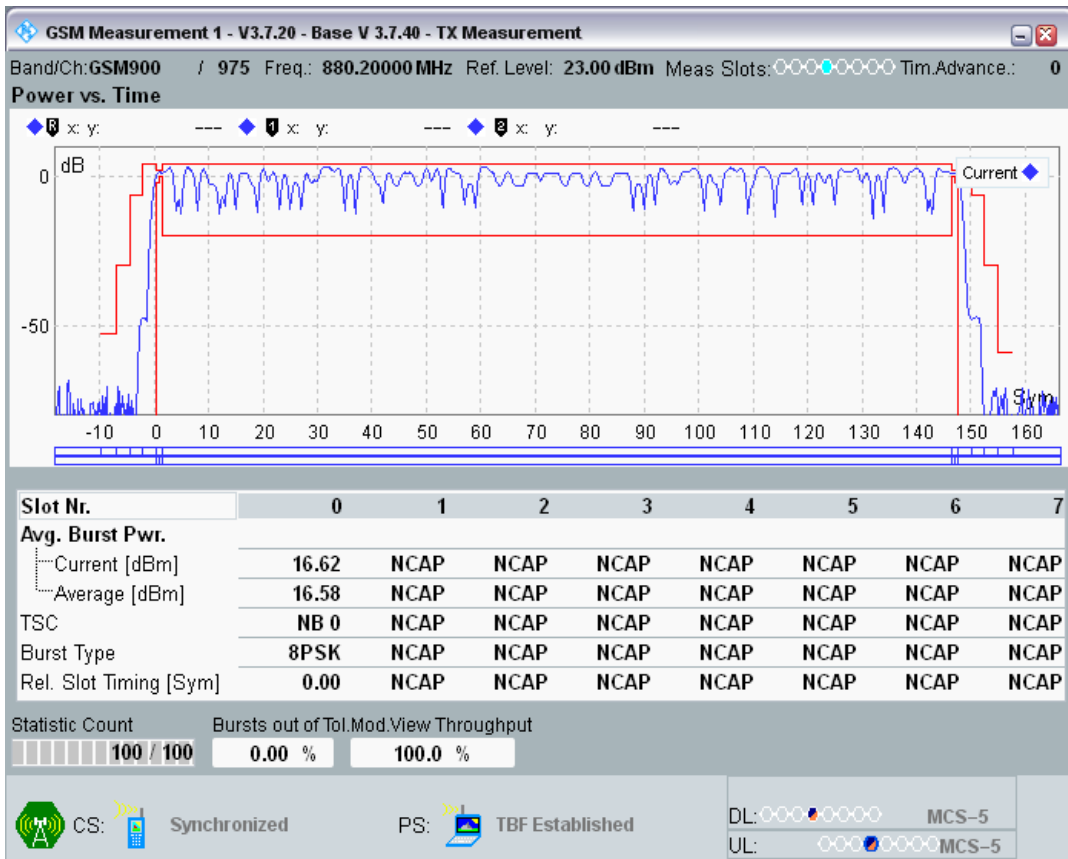 GSM Measurement 1 - V3.7.20 - Base V 3.7.40 - TX Measurement
Band/Ch:GSM900 / 975 Freq.: 880.20000 MHz Ref. Level: 23.00 dBm Meas Slots: Tim.Advance.: 0
Power vs. Time
R x: y: --- 1 x: y: --- 2 x: y: ---
dB
Current
0
-50
Sym
-10 0 10 20 30 40 50 60 70 80 90 100 110 120 130 140 150 160
Slot Nr. 0 1 2 3 4 5 6 7
Avg. Burst Pwr.
Current [dBm] 16.62 NCAP NCAP NCAP NCAP NCAP NCAP NCAP
Average [dBm] 16.58 NCAP NCAP NCAP NCAP NCAP NCAP NCAP
TSC NB 0 NCAP NCAP NCAP NCAP NCAP NCAP NCAP
Burst Type 8PSK NCAP NCAP NCAP NCAP NCAP NCAP NCAP
Rel. Slot Timing [Sym] 0.00 NCAP NCAP NCAP NCAP NCAP NCAP NCAP
Statistic Count Bursts out of Tol.Mod.View Throughput
100 / 100 0.00 % 100.0 %
CS: Synchronized PS: TBF Established
DL: MCS-5
UL: MCS-5